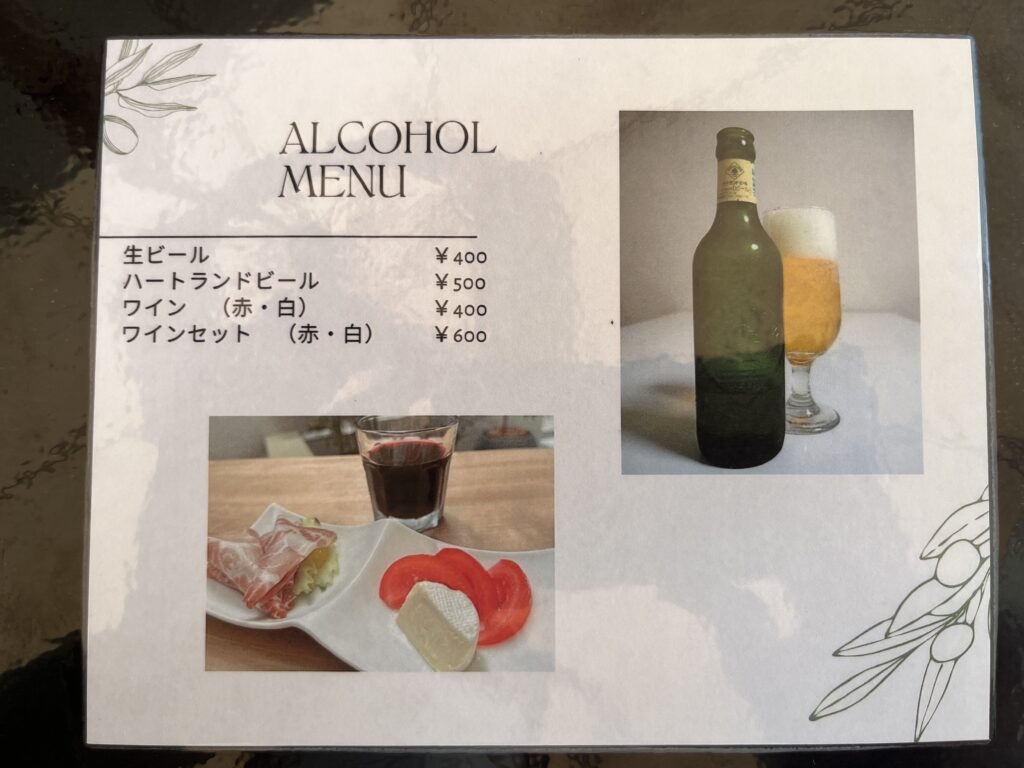 ALCOHOL
MENU
生ビール ￥400
ハートランドビール ￥500
ワイン （赤・白） ￥400
ワインセット （赤・白） ￥600